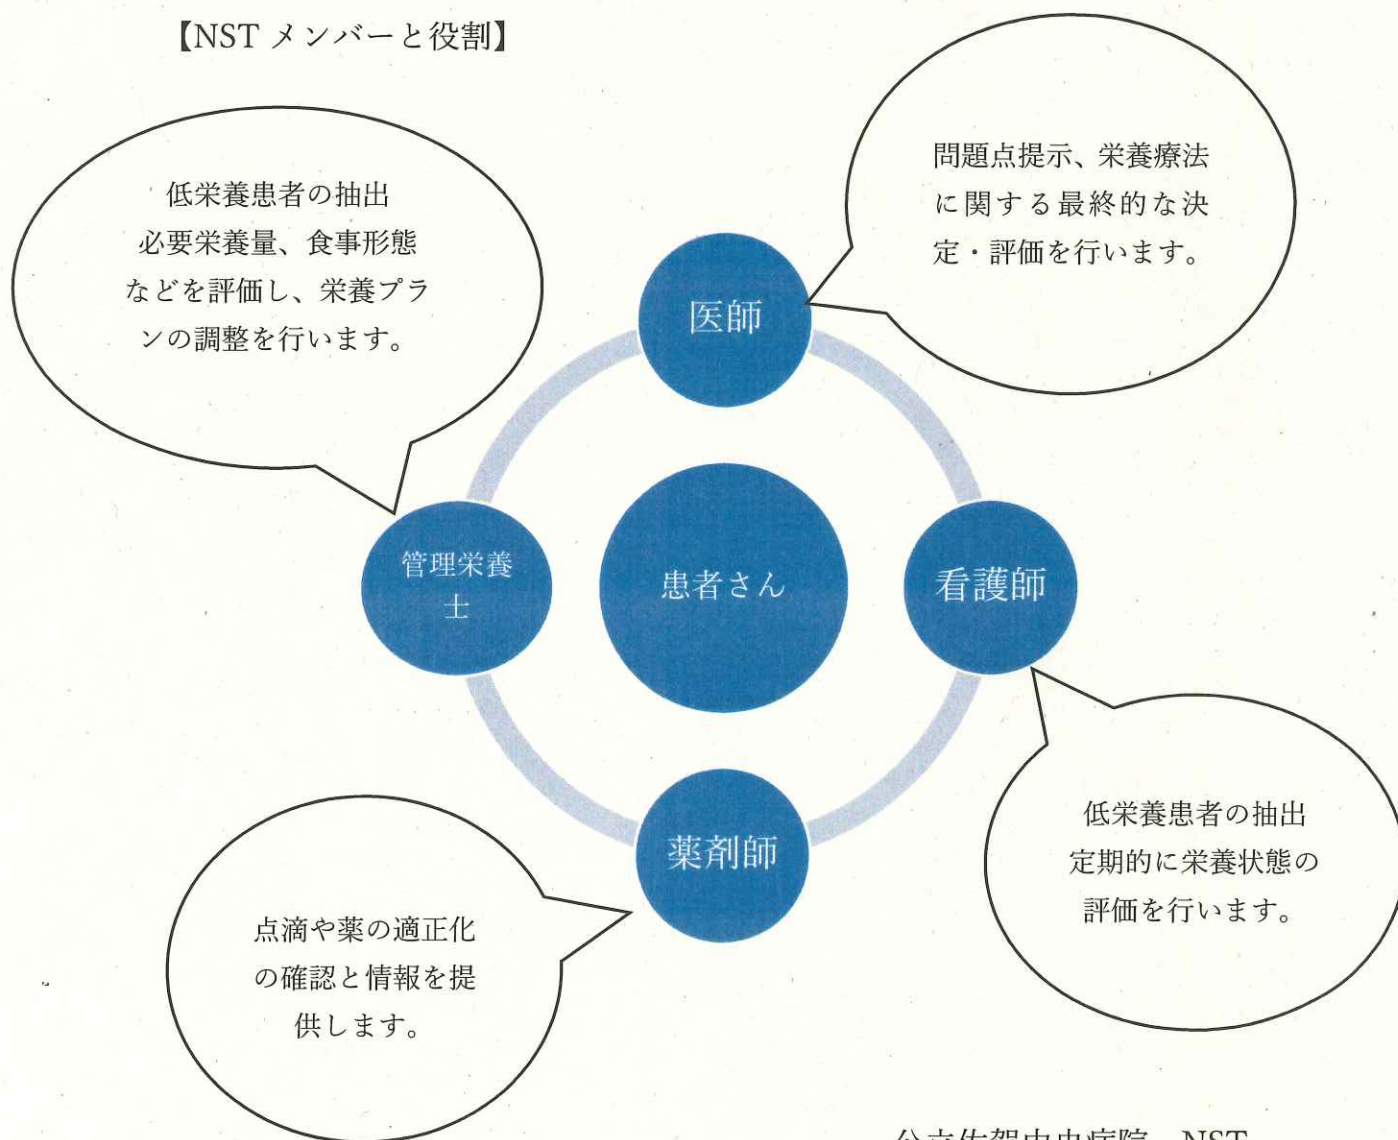 【NST メンバーと役割】
低栄養患者の抽出
必要栄養量、食事形態
などを評価し、栄養プラ
ンの調整を行います。
問題点提示、栄養療法
に関する最終的な決
定・評価を行います。
医師
管理栄養
士
患者さん
看護師
薬剤師
点滴や薬の適正化
の確認と情報を提
供します。
低栄養患者の抽出
定期的に栄養状態の
評価を行います。
NST